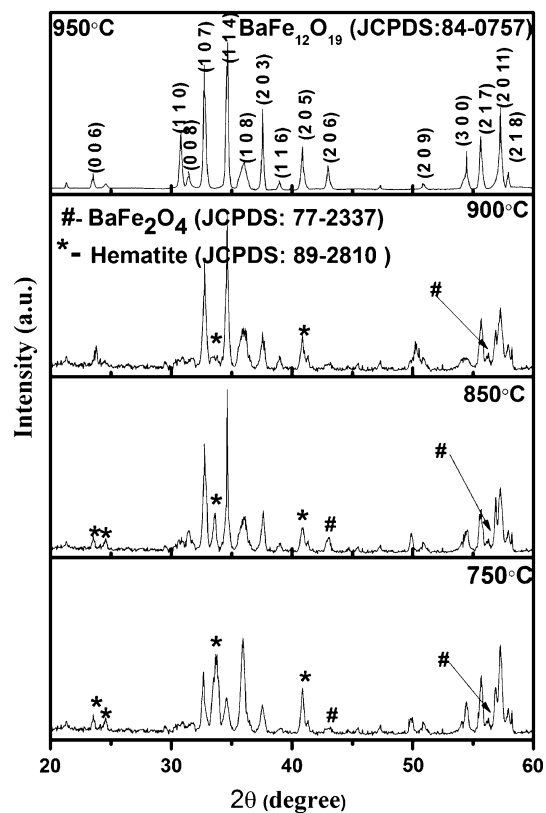 950°C
BaFe12O19 (JCPDS:84-0757)
(0 0 6)
(1 1 0)
(0 0 8)
(1 0 7)
(1 1 4)
(1 0 8)
(2 0 3)
(1 1 6)
(2 0 5)
(2 0 6)
(2 0 9)
(3 0 0)
(2 1 7)
(2 0 11)
(2 1 8)
#- BaFe2O4 (JCPDS: 77-2337)
900°C
*- Hematite (JCPDS: 89-2810 )
#
* *
850°C
#
* * * * #
750°C
* #
* * * #
20 30 40 50 60
2θ (degree)
Intensity (a.u.)